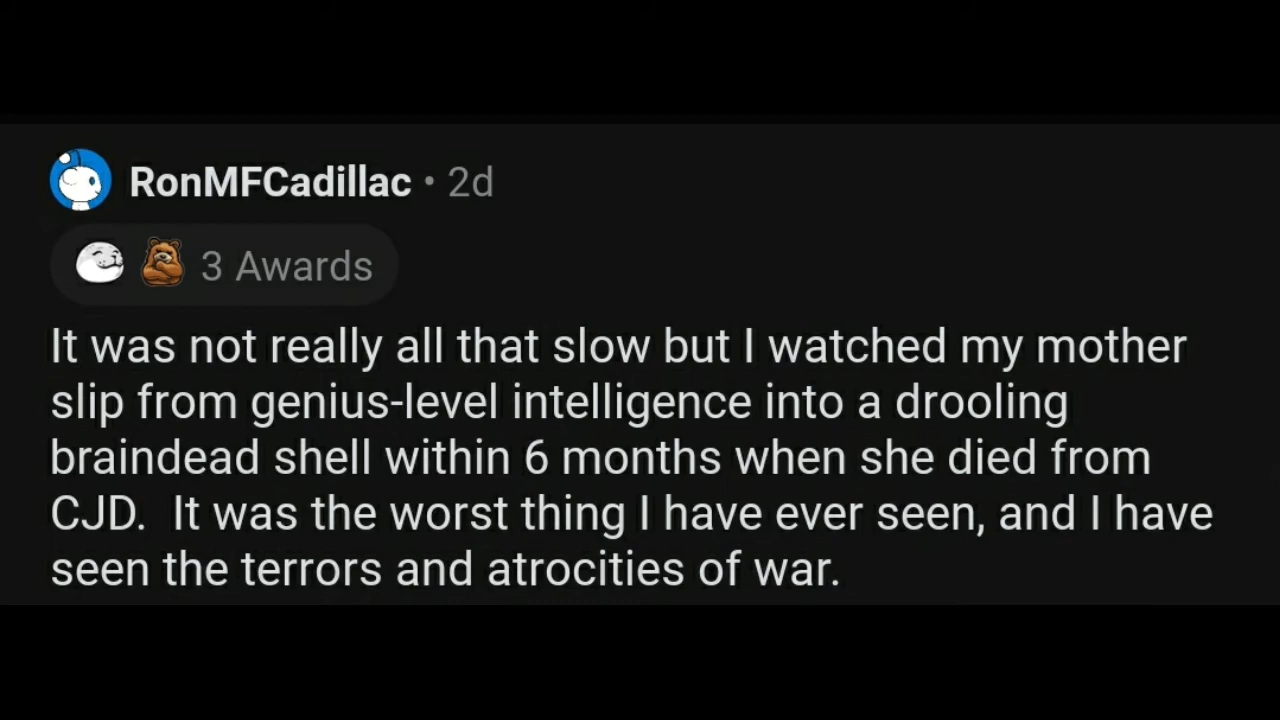 RonMFCadillac • 2d
3 Awards
It was not really all that slow but I watched my mother
slip from genius-level intelligence into a drooling
braindead shell within 6 months when she died from
CJD.  It was the worst thing I have ever seen, and I have
seen the terrors and atrocities of war.